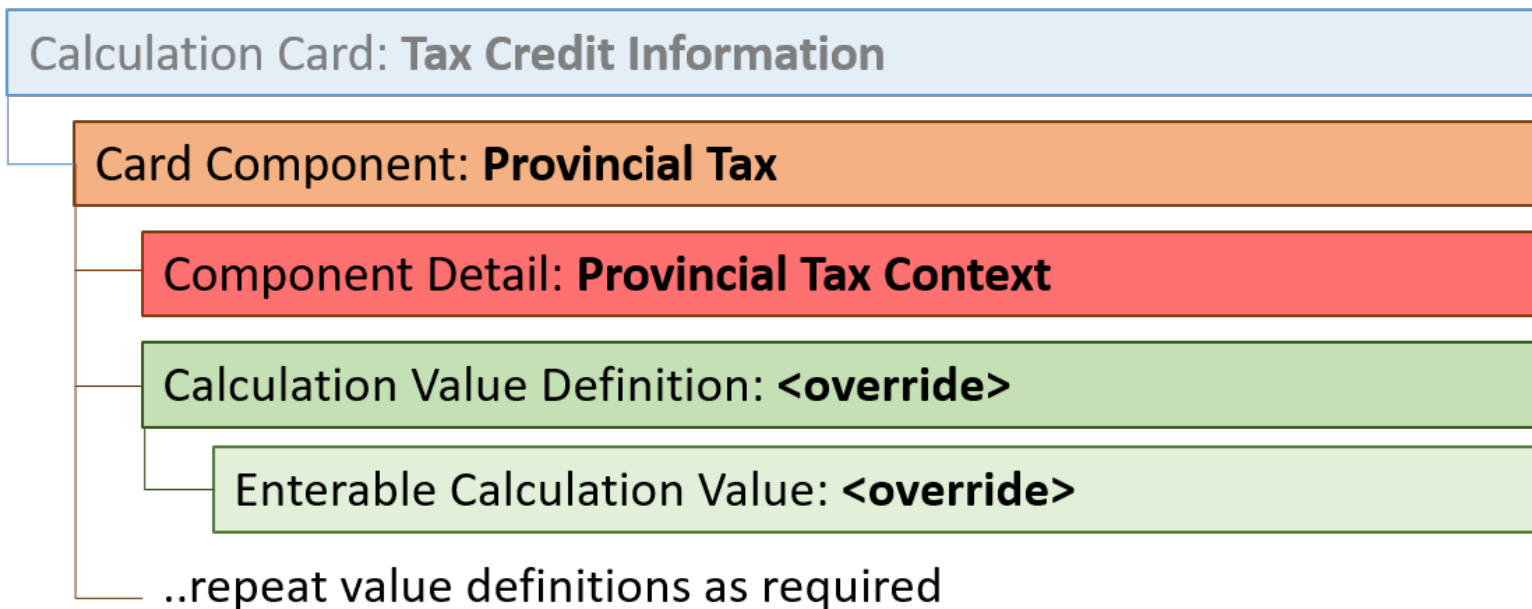 Calculation Card: Tax Credit Information
Card Component: Provincial Tax
Component Detail: Provincial Tax Context
Calculation Value Definition: <override>
Enterable Calculation Value: <override>
..repeat value definitions as required